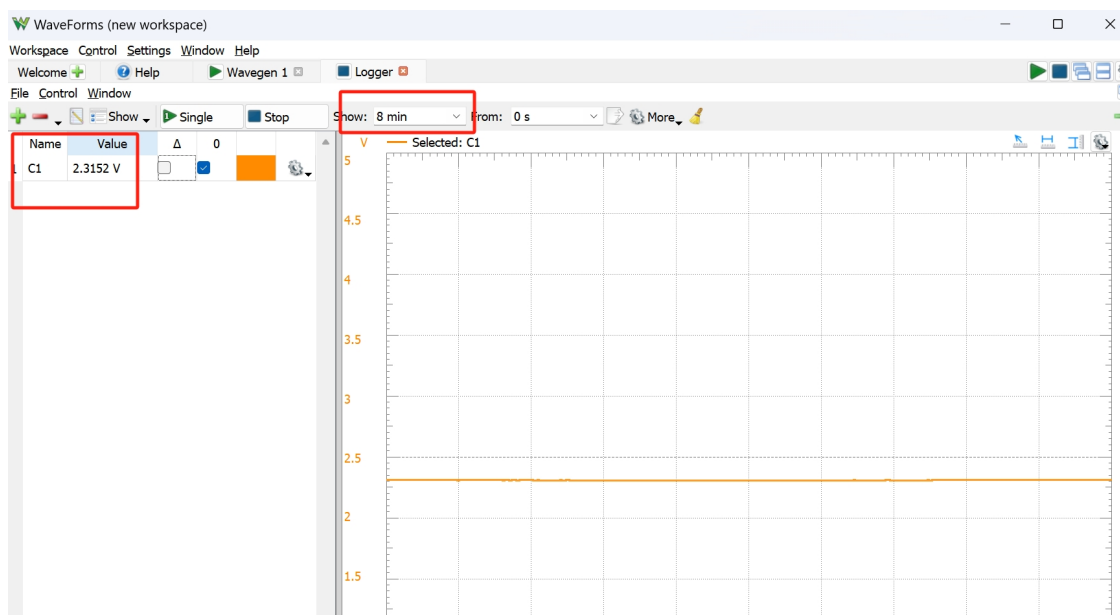 WaveForms (new workspace)
Workspace Control Settings Window Help
Welcome Help Wavegen 1 Logger
File Control Window
Show Single Stop Show: 8 min From: 0 s More
Name Value Δ 0
V Selected: C1
1 C1 2.3152 V
5
4.5
4
3.5
3
2.5
2
1.5